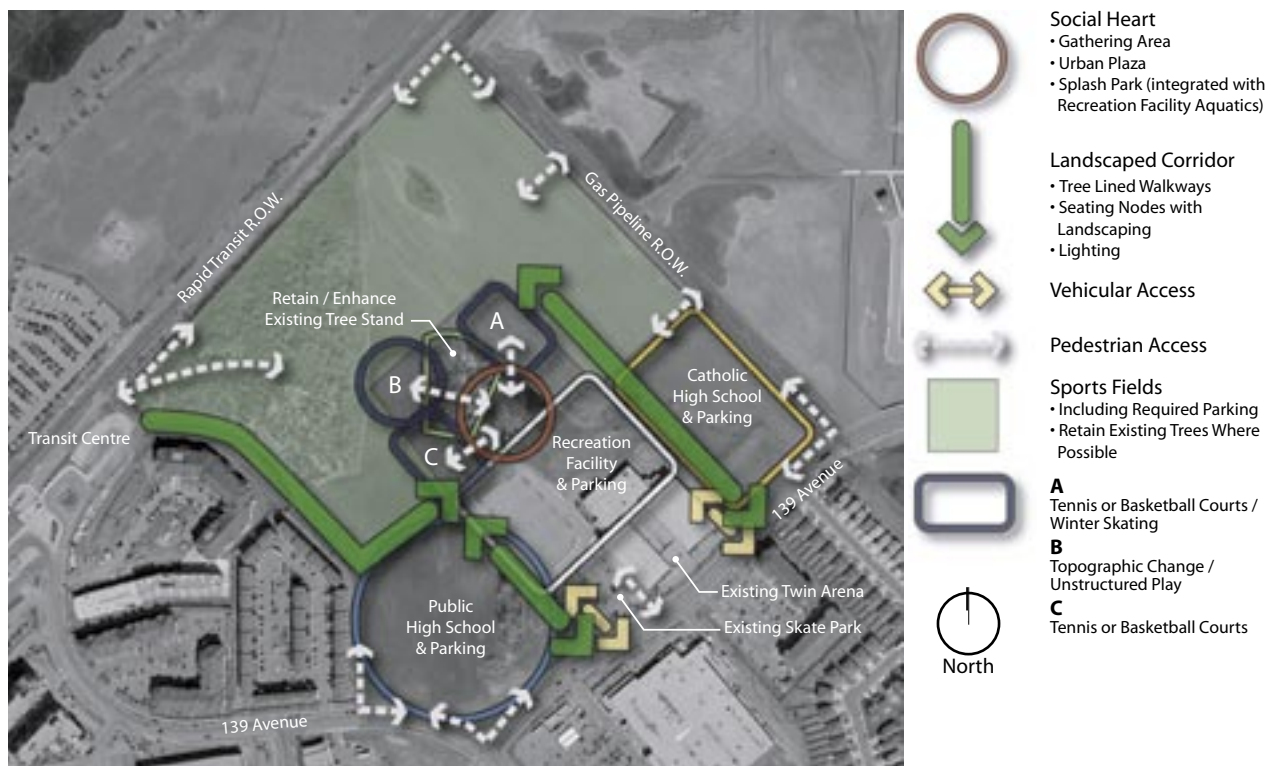 Rapid Transit R.O.W.
Gas Pipeline R.O.W.
Retain / Enhance
Existing Tree Stand
A
B
C
Catholic
High School
& Parking
Recreation
Facility
& Parking
Transit Centre
139 Avenue
Existing Twin Arena
Existing Skate Park
Public
High School
& Parking
139 Avenue
Social Heart
• Gathering Area
• Urban Plaza
• Splash Park (integrated with
Recreation Facility Aquatics)
Landscaped Corridor
• Tree Lined Walkways
• Seating Nodes with
Landscaping
• Lighting
Vehicular Access
Pedestrian Access
Sports Fields
• Including Required Parking
• Retain Existing Trees Where
Possible
A
Tennis or Basketball Courts /
Winter Skating
B
Topographic Change /
Unstructured Play
C
Tennis or Basketball Courts
North